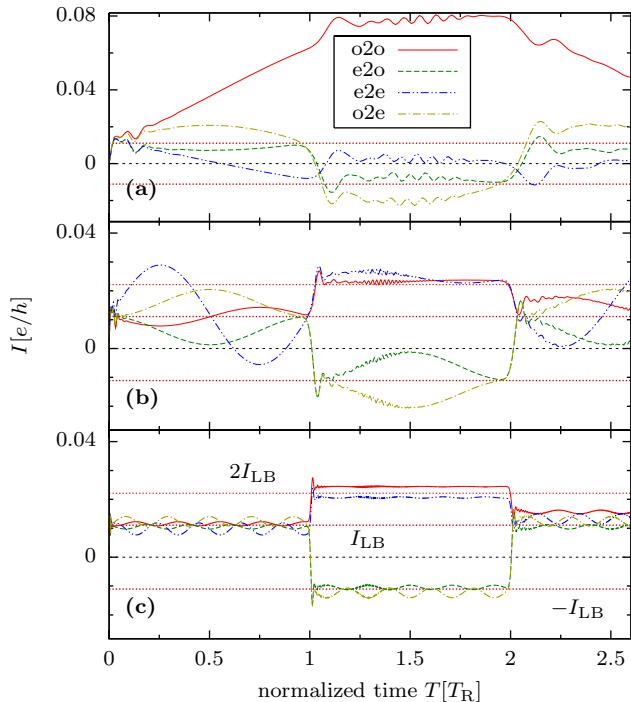 0.08
0.04
0
(a)
o2o
e2o
e2e
o2e
0.04
0
(b)
I[e/h]
0.04
0
(c)
2I_LB
I_LB
−I_LB
0
0.5
1
1.5
2
2.5
normalized time T[T_R]